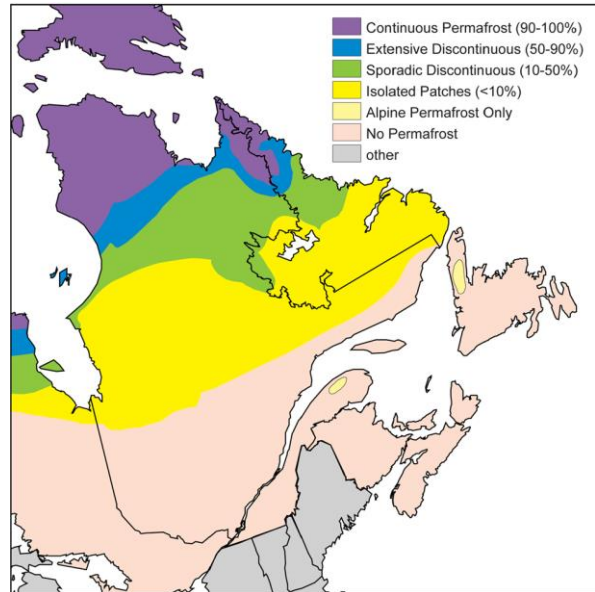 Continuous Permafrost (90-100%)
Extensive Discontinuous (50-90%)
Sporadic Discontinuous (10-50%)
Isolated Patches (<10%)
Alpine Permafrost Only
No Permafrost
other